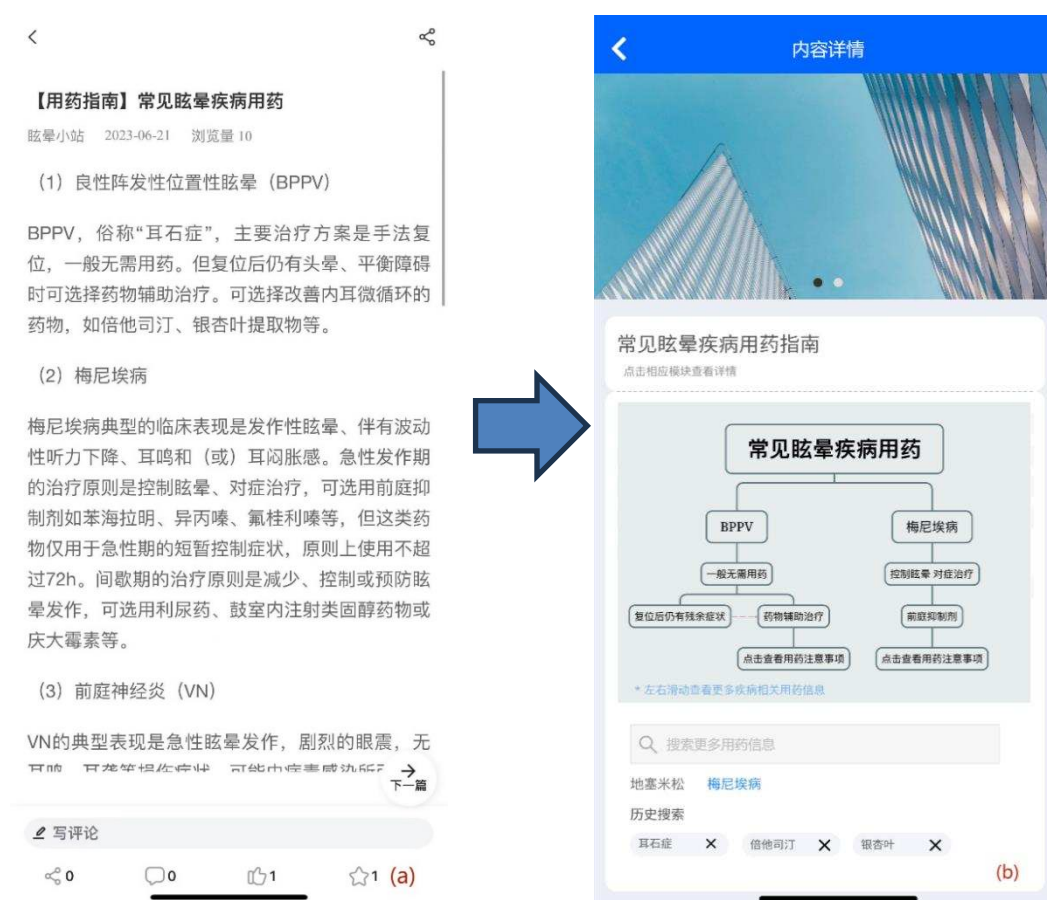 【用药指南】常见眩晕疾病用药
眩晕小站 2023-06-21 浏览量 10
（1）良性阵发性位置性眩晕（BPPV）
BPPV，俗称“耳石症”，主要治疗方案是手法复
位，一般无需用药。但复位后仍有头晕、平衡障碍
时可选择药物辅助治疗。可选择改善内耳微循环的
药物，如倍他司汀、银杏叶提取物等。
（2）梅尼埃病
梅尼埃病典型的临床表现是发作性眩晕、伴有波动
性听力下降、耳鸣和（或）耳闷胀感。急性发作期
的治疗原则是控制眩晕、对症治疗，可选用前庭抑
制剂如苯海拉明、异丙嗪、氟桂利嗪等，但这类药
物仅用于急性期的短暂控制症状，原则上使用不超
过72h。间歇期的治疗原则是减少、控制或预防眩
晕发作，可选用利尿药、鼓室内注射类固醇药物或
庆大霉素等。
（3）前庭神经炎（VN）
VN的典型表现是急性眩晕发作，剧烈的眼震，无
下一篇
写评论
0 0 1 1 (a)
内容详情
常见眩晕疾病用药指南
点击相应模块查看详情
常见眩晕疾病用药
BPPV 梅尼埃病
一般无需用药 控制眩晕 对症治疗
复位后仍有残余症状 药物辅助治疗 前庭抑制剂
点击查看用药注意事项 点击查看用药注意事项
* 左右滑动查看更多疾病相关用药信息
搜索更多用药信息
地塞米松 梅尼埃病
历史搜索
耳石症 倍他司汀 银杏叶
(b)